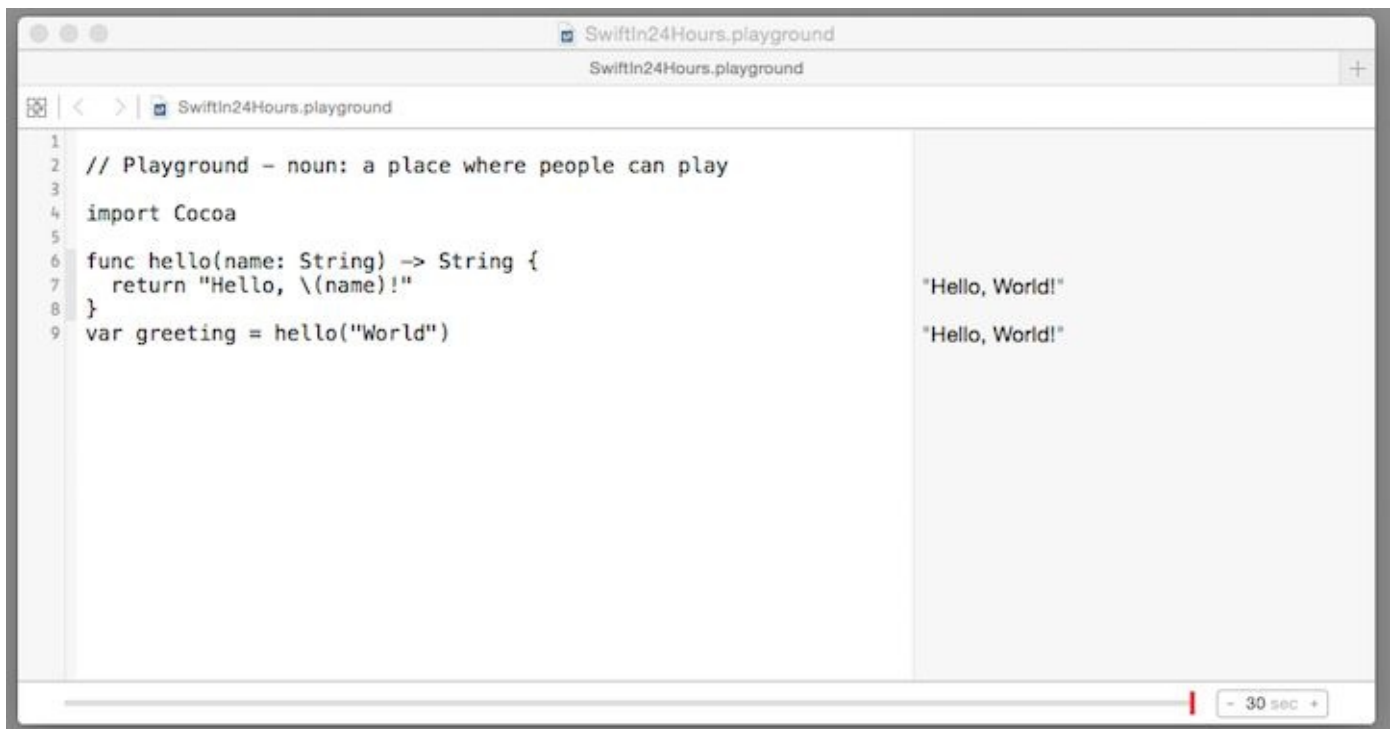 SwiftIn24Hours.playground
SwiftIn24Hours.playground
SwiftIn24Hours.playground
1
2 // Playground – noun: a place where people can play
3
4 import Cocoa
5
6 func hello(name: String) -> String {
7 return "Hello, \(name)!" "Hello, World!"
8 }
9 var greeting = hello("World") "Hello, World!"
- 30 sec +